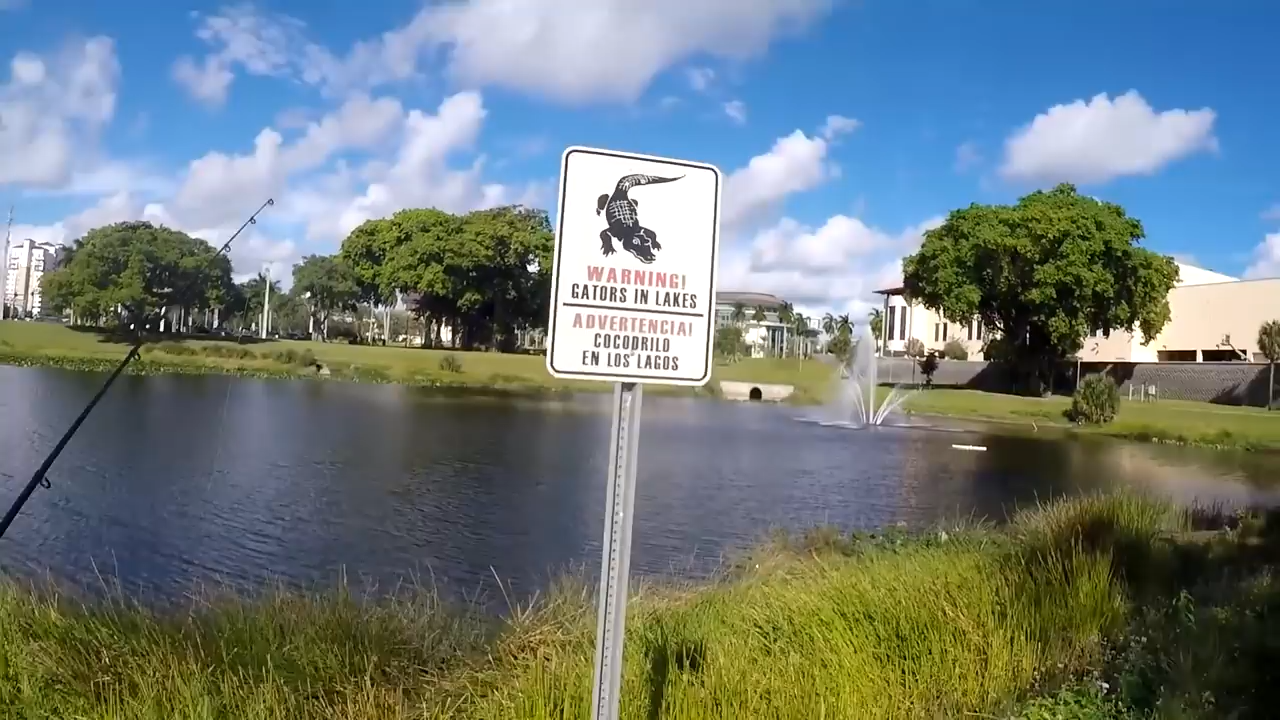 WARNING!
GATORS IN LAKES
ADVERTENCIA!
COCODRILO
EN LOS LAGOS